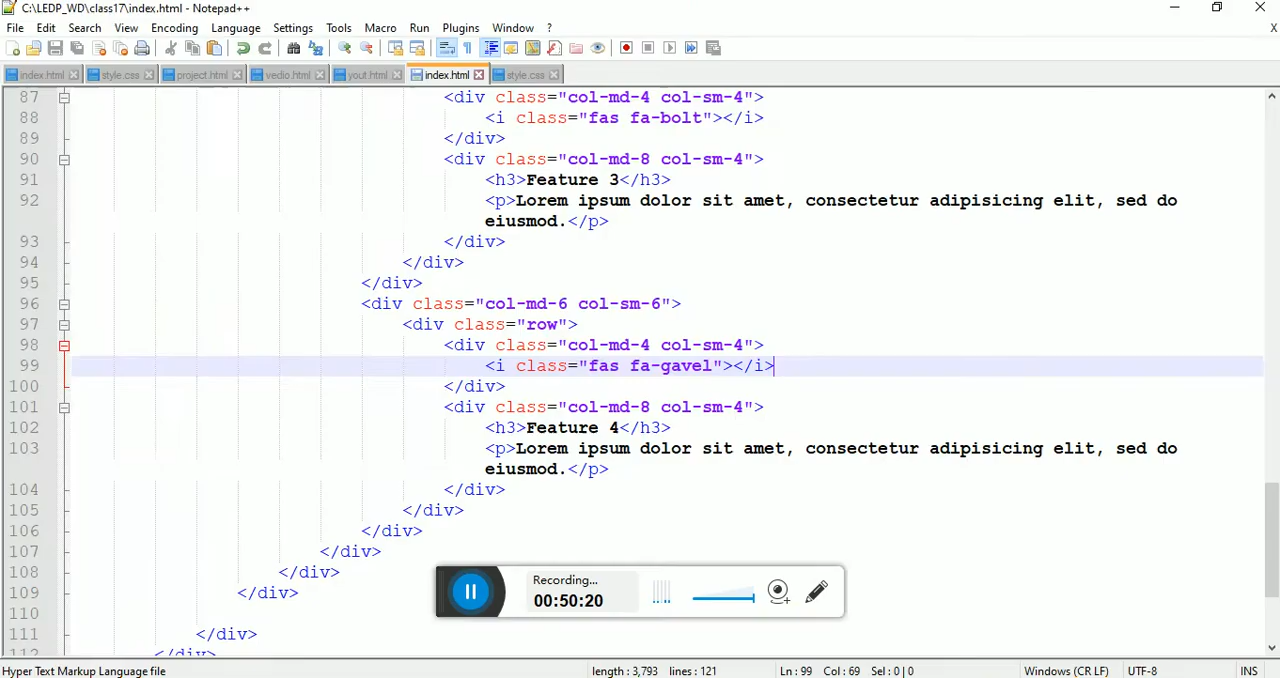 C:\LEDP_WD\class17\index.html - Notepad++
File Edit Search View Encoding Language Settings Tools Macro Run Plugins Window ? X
index.html style.css project.html vedio.html yout.html index.html style.css
87 <div class="col-md-4 col-sm-4">
88 <i class="fas fa-bolt"></i>
89 </div>
90 <div class="col-md-8 col-sm-4">
91 <h3>Feature 3</h3>
92 <p>Lorem ipsum dolor sit amet, consectetur adipisicing elit, sed do
eiusmod.</p>
93 </div>
94 </div>
95 </div>
96 <div class="col-md-6 col-sm-6">
97 <div class="row">
98 <div class="col-md-4 col-sm-4">
99 <i class="fas fa-gavel"></i>
100 </div>
101 <div class="col-md-8 col-sm-4">
102 <h3>Feature 4</h3>
103 <p>Lorem ipsum dolor sit amet, consectetur adipisicing elit, sed do
eiusmod.</p>
104 </div>
105 </div>
106 </div>
107 </div>
108 </div>
109 </div>
110
111 </div>
112 </div>
Recording...
00:50:20
Hyper Text Markup Language file length : 3,793 lines : 121 Ln : 99 Col : 69 Sel : 0 | 0 Windows (CR LF) UTF-8 INS